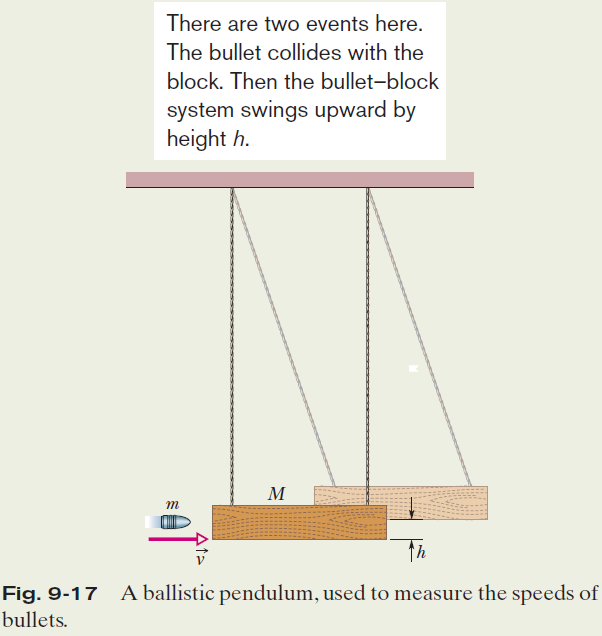 There are two events here.
The bullet collides with the
block. Then the bullet–block
system swings upward by
height h.
M
m
v
h
Fig. 9-17 A ballistic pendulum, used to measure the speeds of
bullets.